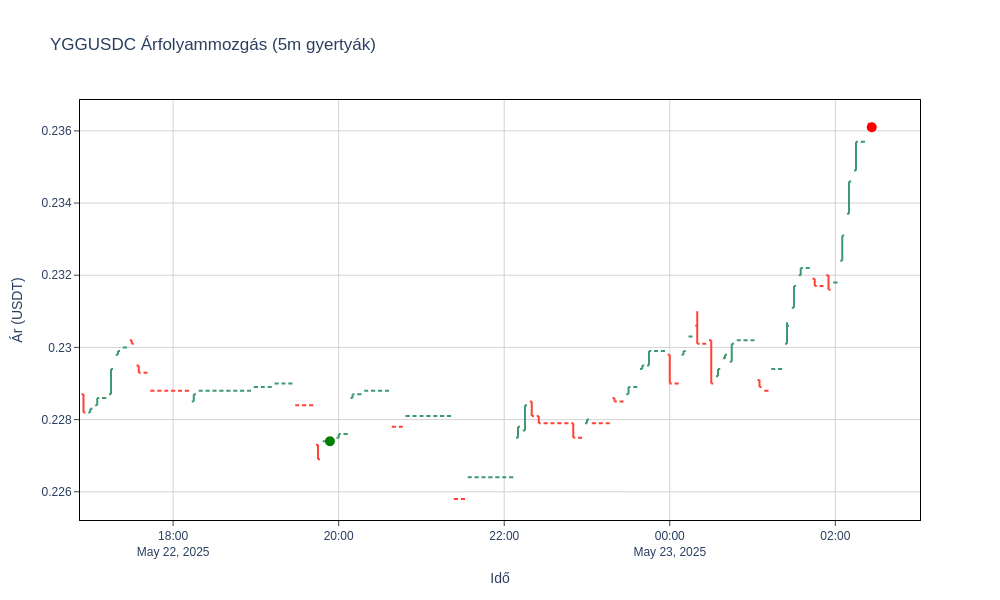 YGGUSDC Árfolyammozgás (5m gyertyák)
0.236
0.234
0.232
0.23
0.228
0.226
Ár (USDT)
18:00
May 22, 2025
20:00
22:00
00:00
May 23, 2025
02:00
Idő